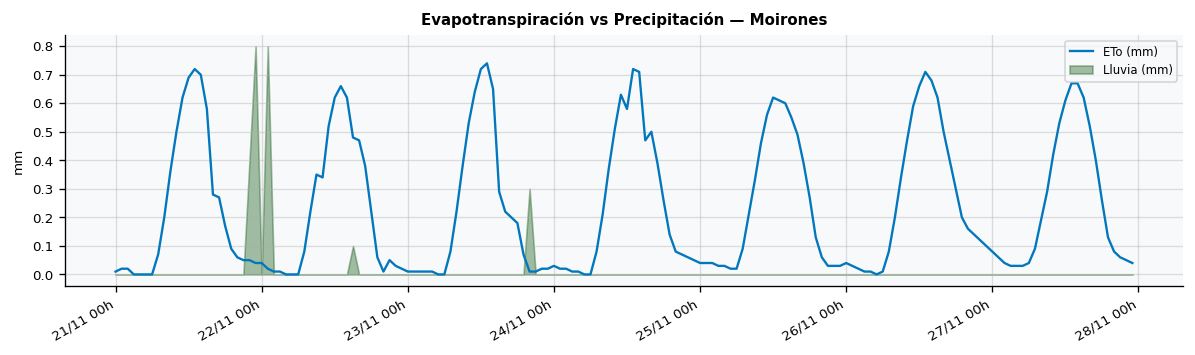 Evapotranspiración vs Precipitación — Moirones
ETo (mm)
Lluvia (mm)
mm
0.8
0.7
0.6
0.5
0.4
0.3
0.2
0.1
0.0
21/11 00h
22/11 00h
23/11 00h
24/11 00h
25/11 00h
26/11 00h
27/11 00h
28/11 00h